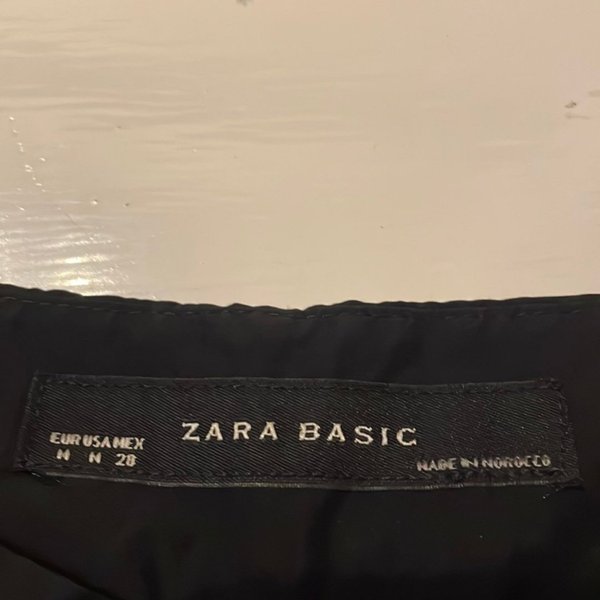 EUR USA MEX
M M 28
ZARA BASIC
MADE IN MOROCCO